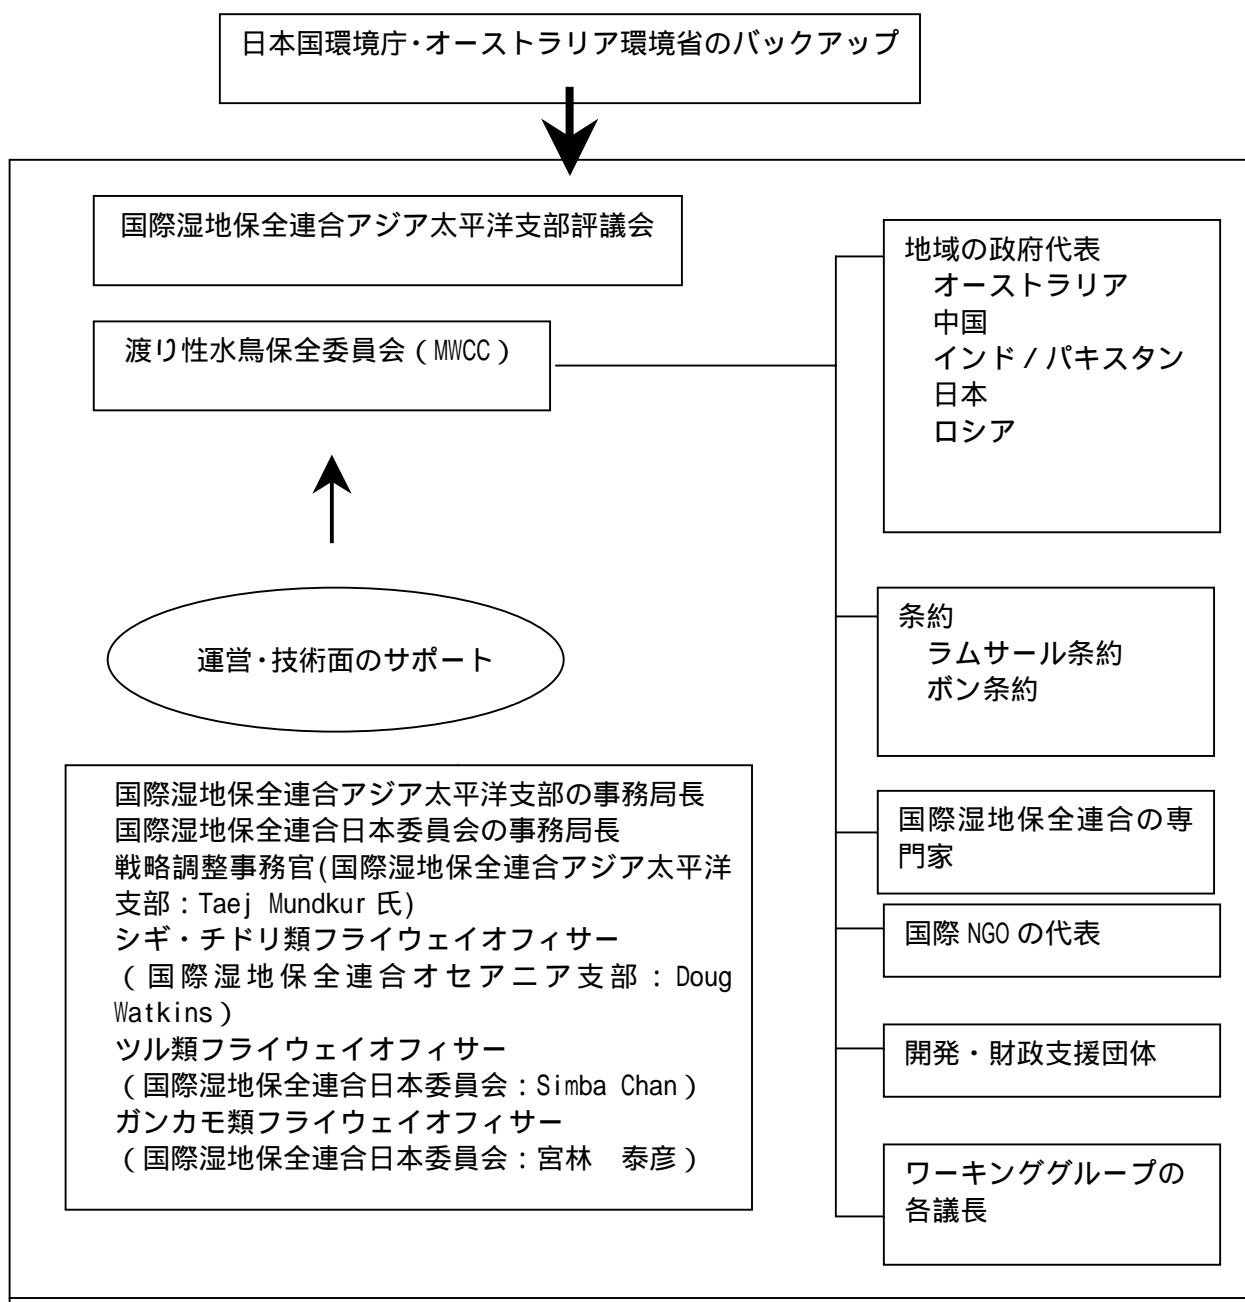 日本国環境庁・オーストラリア環境省のバックアップ
国際湿地保全連合アジア太平洋支部評議会
渡り性水鳥保全委員会（MWCC）
運営・技術面のサポート
国際湿地保全連合アジア太平洋支部の事務局長
国際湿地保全連合日本委員会の事務局長
戦略調整事務官(国際湿地保全連合アジア太平洋
支部：Taej Mundkur 氏)
シギ・チドリ類フライウェイオフィサー
（国際湿地保全連合オセアニア支部：Doug
Watkins）
ツル類フライウェイオフィサー
（国際湿地保全連合日本委員会：Simba Chan）
ガンカモ類フライウェイオフィサー
（国際湿地保全連合日本委員会：宮林　泰彦）
地域の政府代表
オーストラリア
中国
インド／パキスタン
日本
ロシア
条約
ラムサール条約
ボン条約
国際湿地保全連合の専
門家
国際 NGO の代表
開発・財政支援団体
ワーキンググループの
各議長